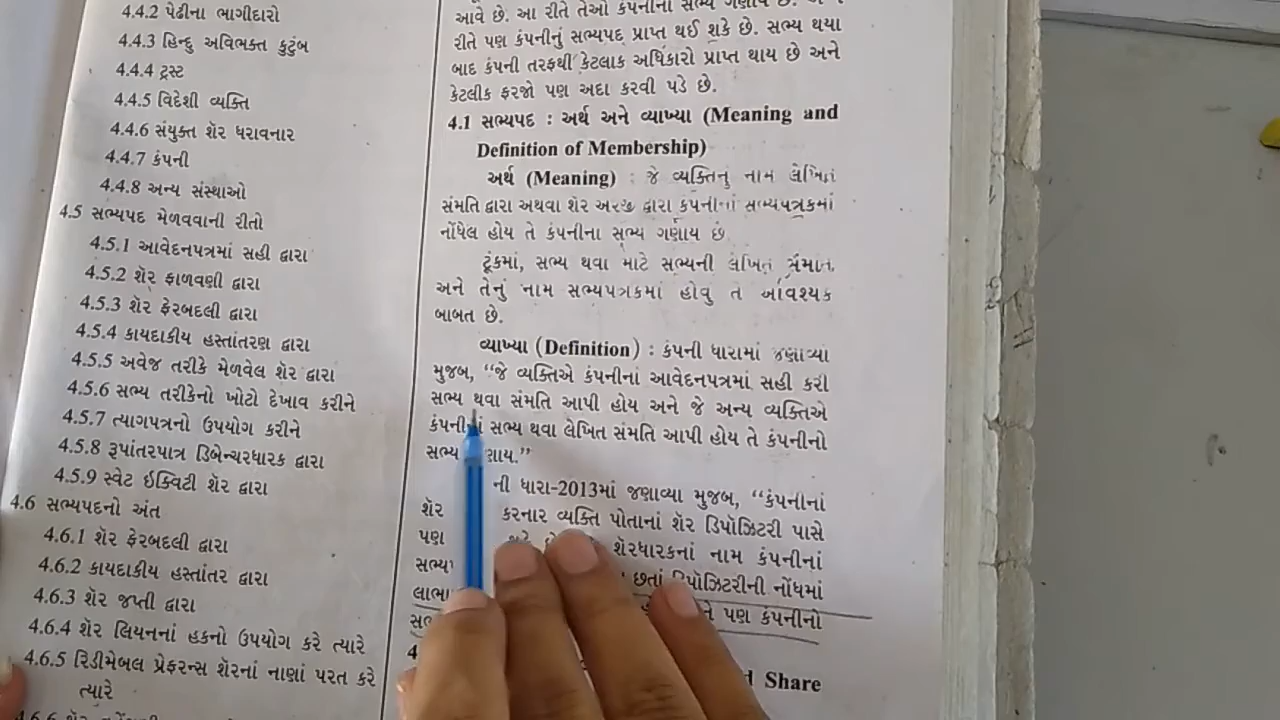 4.4.2 પેઢીના ભાગીદારો
4.4.3 હિન્દુ અવિભક્ત કુટુંબ
4.4.4 ટ્રસ્ટ
4.4.5 વિદેશી વ્યક્તિ
4.4.6 સંયુક્ત શૅર ધરાવનાર
4.4.7 કંપની
4.4.8 અન્ય સંસ્થાઓ
4.5 સભ્યપદ મેળવવાની રીતો
4.5.1 આવેદનપત્રમાં સહી દ્વારા
4.5.2 શૅર ફાળવણી દ્વારા
4.5.3 શૅર ફેરબદલી દ્વારા
4.5.4 કાયદાકીય હસ્તાંતરણ દ્વારા
4.5.5 અવેજ તરીકે મેળવેલ શૅર દ્વારા
4.5.6 સભ્ય તરીકેનો ખોટો દેખાવ કરીને
4.5.7 ત્યાગપત્રનો ઉપયોગ કરીને
4.5.8 રૂપાંતરપાત્ર ડિબેન્ચરધારક દ્વારા
4.5.9 સ્વેટ ઇક્વિટી શૅર દ્વારા
4.6 સભ્યપદનો અંત
4.6.1 શૅર ફેરબદલી દ્વારા
4.6.2 કાયદાકીય હસ્તાંતર દ્વારા
4.6.3 શૅર જપ્તી દ્વારા
4.6.4 શૅર લિયનનાં હકનો ઉપયોગ કરે ત્યારે
4.6.5 રિડીમેબલ પ્રેફરન્સ શૅરનાં નાણાં પરત કરે
ત્યારે
આવે છે. આ રીતે તેઓ કંપનીના સભ્ય ગણાય છે.
રીતે પણ કંપનીનું સભ્યપદ પ્રાપ્ત થઈ શકે છે. સભ્ય થયા
બાદ કંપની તરફથી કેટલાક અધિકારો પ્રાપ્ત થાય છે અને
કેટલીક ફરજો પણ અદા કરવી પડે છે.
4.1 સભ્યપદ : અર્થ અને વ્યાખ્યા (Meaning and
Definition of Membership)
અર્થ (Meaning) : જે વ્યક્તિનુ નામ લેખિત
સંમતિ દ્વારા અથવા શૅર અરજી દ્વારા કંપનીનાં સભ્યપત્રકમાં
નોંધેલ હોય તે કંપનીના સભ્ય ગણાય છે.
ટૂંકમાં, સભ્ય થવા માટે સભ્યની લેખિત સંમતિ
અને તેનું નામ સભ્યપત્રકમાં હોવુ તે આવશ્યક
બાબત છે.
વ્યાખ્યા (Definition) : કંપની ધારામાં જણાવ્યા
મુજબ, “જે વ્યક્તિએ કંપનીનાં આવેદનપત્રમાં સહી કરી
સભ્ય થવા સંમતિ આપી હોય અને જે અન્ય વ્યક્તિએ
કંપનીમાં સભ્ય થવા લેખિત સંમતિ આપી હોય તે કંપનીનો
સભ્ય ગણાય.”
ની ધારા-2013માં જણાવ્યા મુજબ, “કંપનીનાં
શૅર કરનાર વ્યક્તિ પોતાનાં શૅર ડિપૉઝિટરી પાસે
પણ શૅરધારકનાં નામ કંપનીનાં
છતાં ડિપૉઝિટરીની નોંધમાં
પણ કંપનીનો
Share